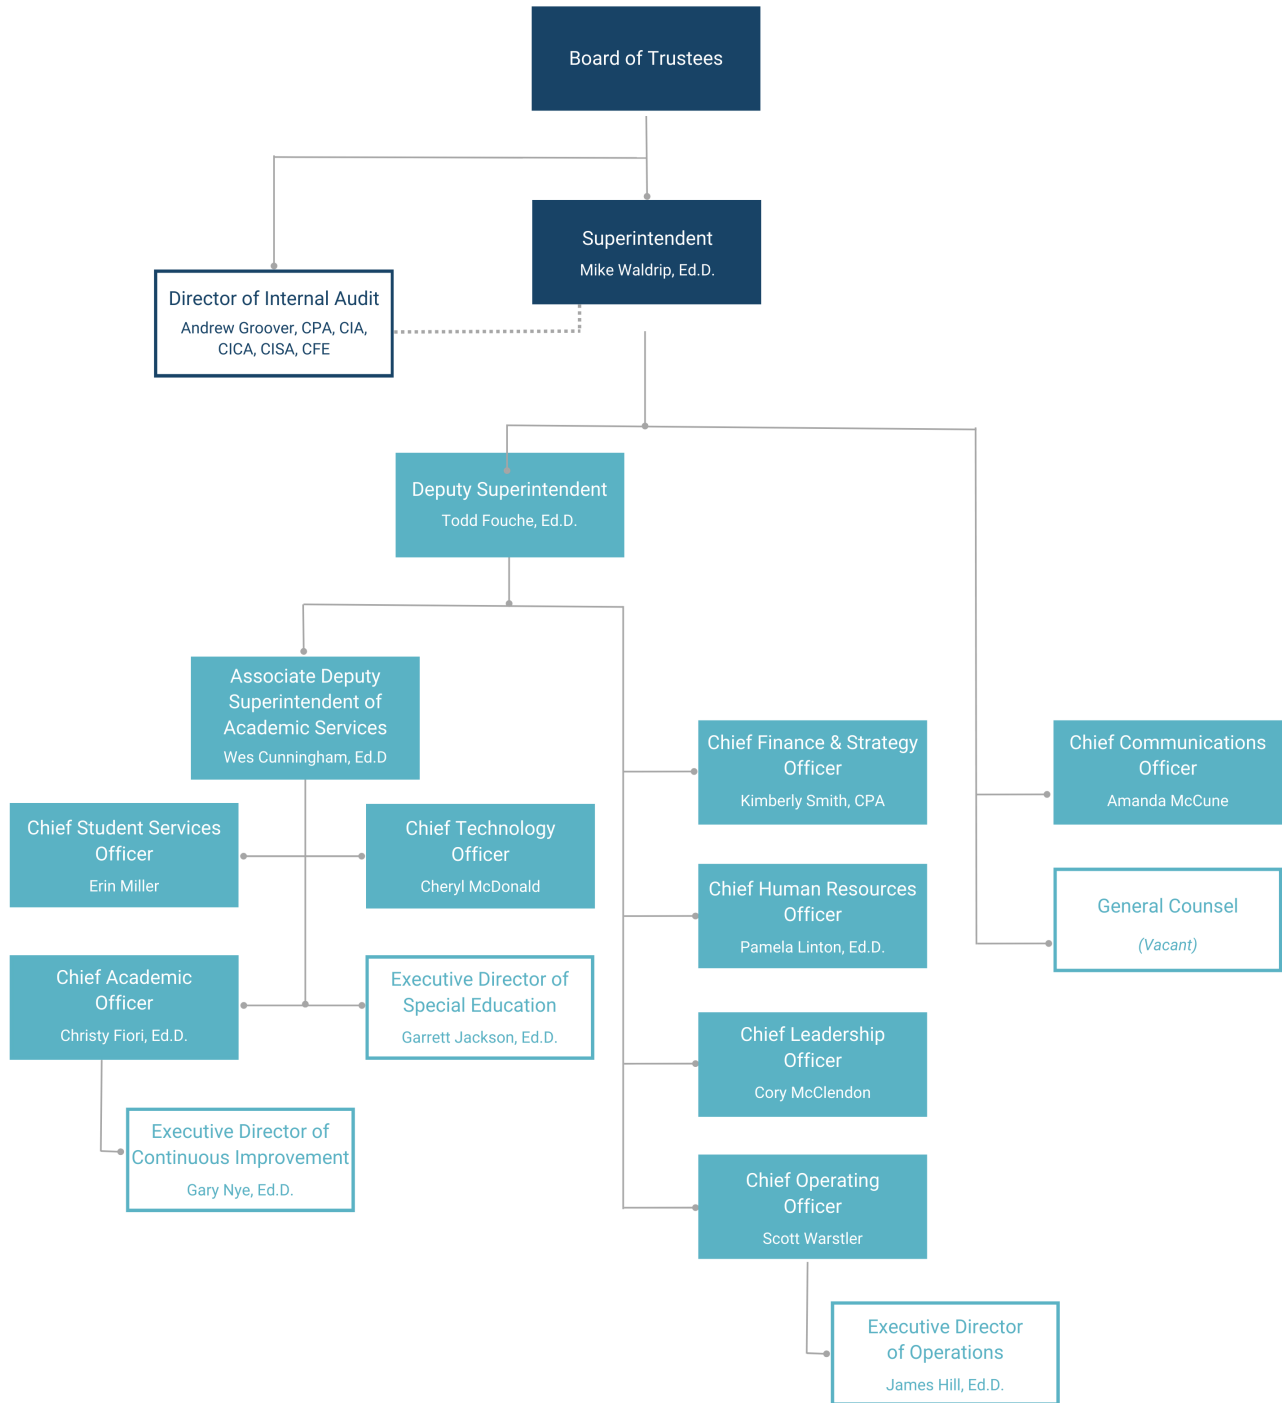 Board of Trustees
Superintendent
Mike Waldrip, Ed.D.
Director of Internal Audit
Andrew Groover, CPA, CIA,
CICA, CISA, CFE
Deputy Superintendent
Todd Fouche, Ed.D.
Associate Deputy
Superintendent of
Academic Services
Wes Cunningham, Ed.D
Chief Finance & Strategy
Officer
Kimberly Smith, CPA
Chief Communications
Officer
Amanda McCune
Chief Student Services
Officer
Erin Miller
Chief Technology
Officer
Cheryl McDonald
Chief Human Resources
Officer
Pamela Linton, Ed.D.
General Counsel
(Vacant)
Chief Academic
Officer
Christy Fiori, Ed.D.
Executive Director of
Special Education
Garrett Jackson, Ed.D.
Chief Leadership
Officer
Cory McClendon
Executive Director of
Continuous Improvement
Gary Nye, Ed.D.
Chief Operating
Officer
Scott Warstler
Executive Director
of Operations
James Hill, Ed.D.